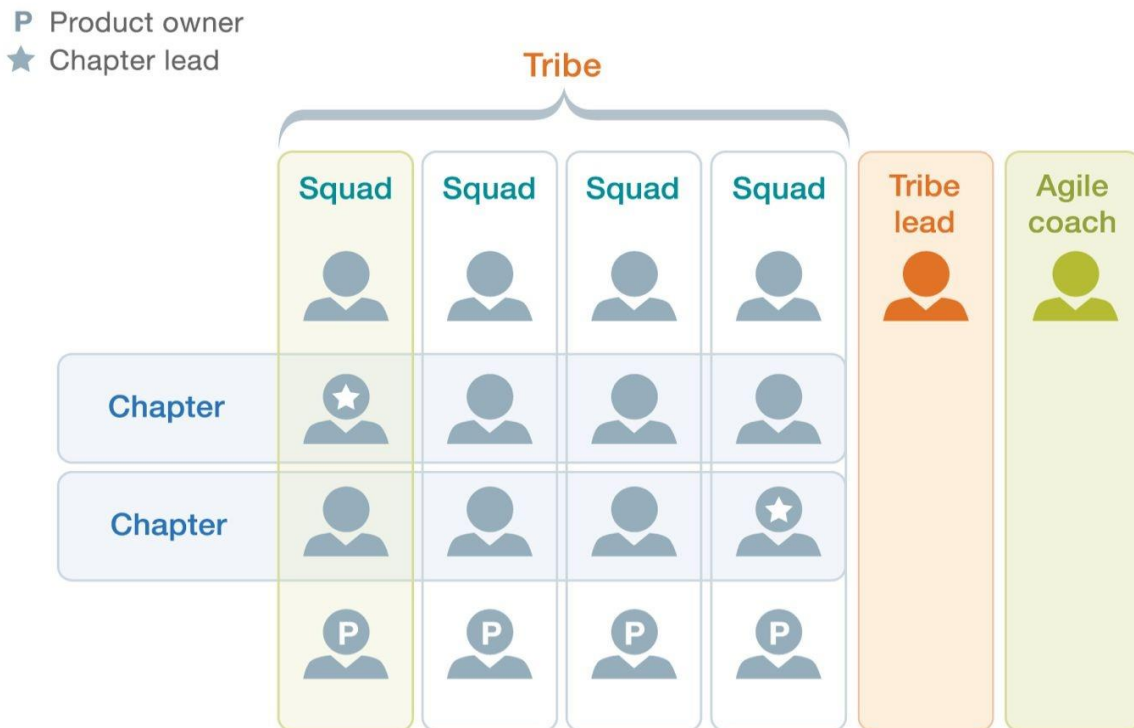 P Product owner
Chapter lead
Tribe
Squad
Squad
Squad
Squad
Tribe
lead
Agile
coach
Chapter
Chapter
P
P
P
P